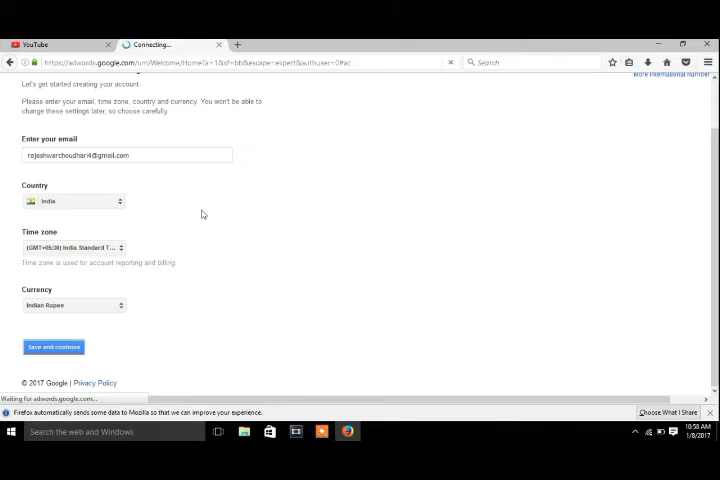 YouTube
Connecting...
https://adwords.google.com/um/Welcome/Home?a=1&sf=bb&escape=expert&authuser=0#ac
Search
More international number
Let's get started creating your account.
Please enter your email, time zone, country and currency. You won't be able to
change these settings later, so choose carefully.
Enter your email
rajeshwarchoudhari4@gmail.com
Country
India
Time zone
(GMT+05:30) India Standard T...
Time zone is used for account reporting and billing.
Currency
Indian Rupee
Save and continue
© 2017 Google | Privacy Policy
Waiting for adwords.google.com...
Firefox automatically sends some data to Mozilla so that we can improve your experience.
Choose What I Share
Search the web and Windows
10:58 AM
1/8/2017